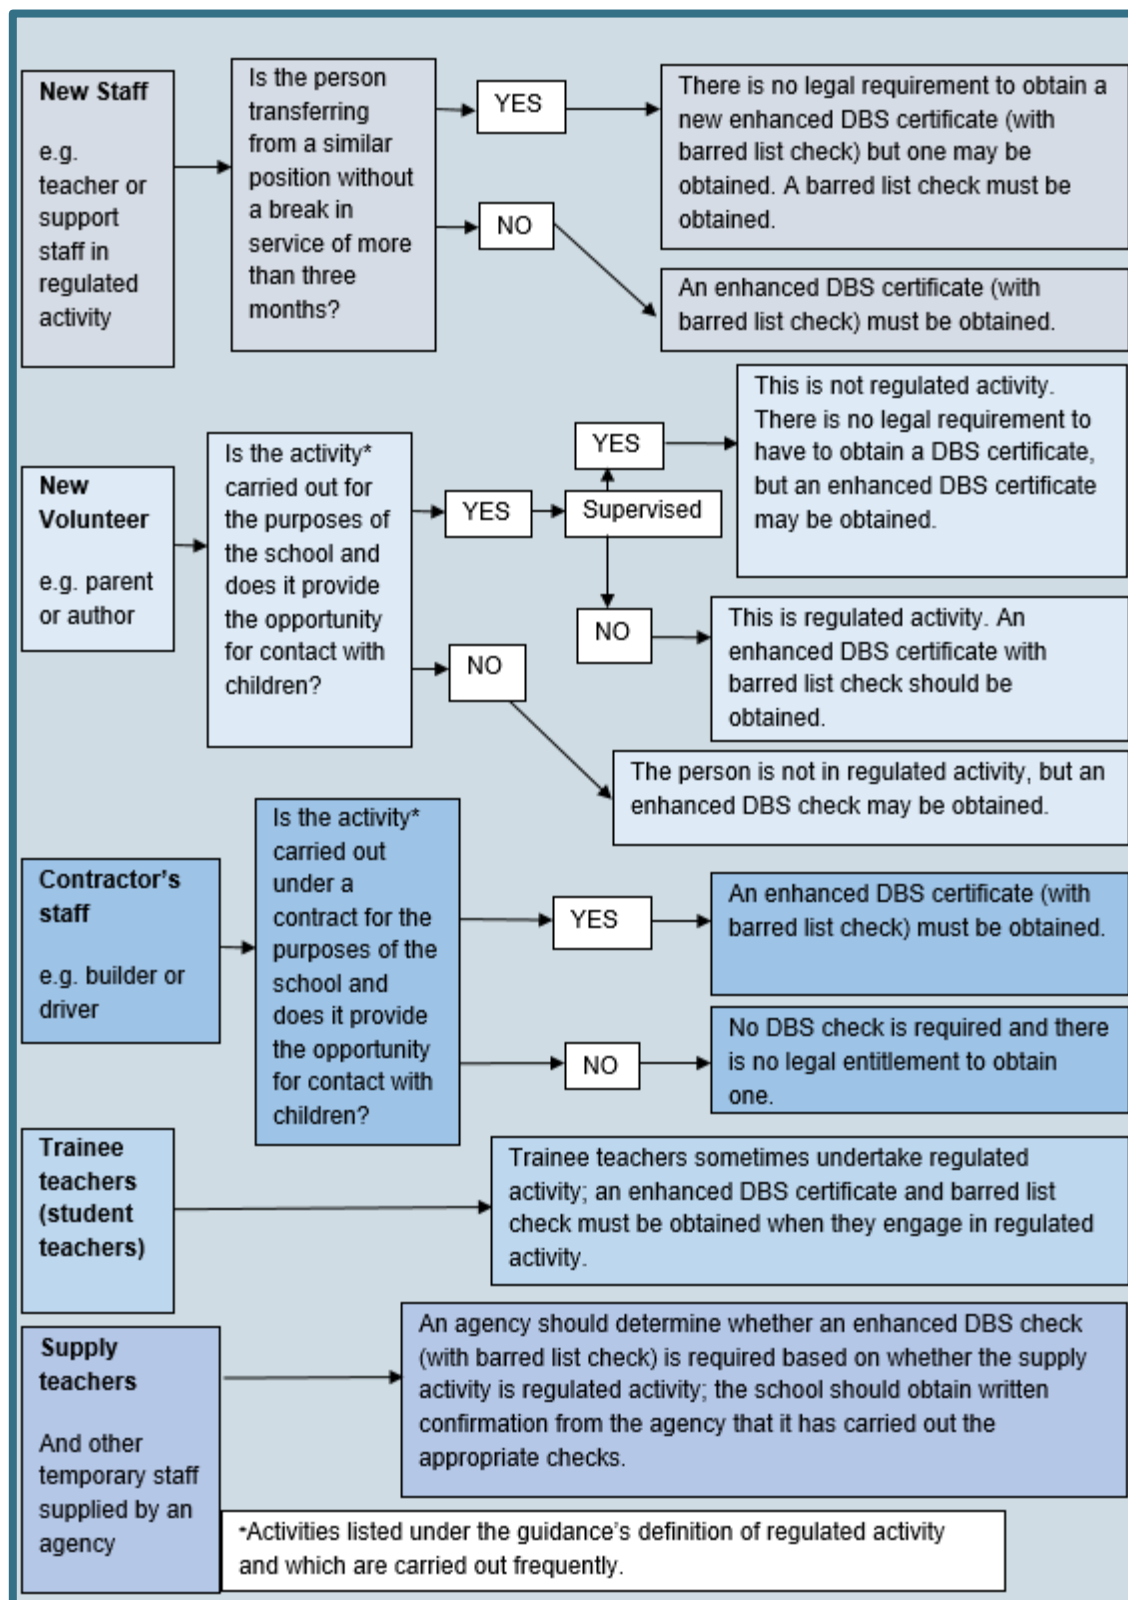 New Staff
e.g.
teacher or
support
staff in
regulated
activity
Is the person
transferring
from a similar
position without
a break in
service of more
than three
months?
YES
There is no legal requirement to obtain a
new enhanced DBS certificate (with
barred list check) but one may be
obtained. A barred list check must be
obtained.
NO
An enhanced DBS certificate (with
barred list check) must be obtained.
New
Volunteer
e.g. parent
or author
Is the activity*
carried out for
the purposes of
the school and
does it provide
the opportunity
for contact with
children?
YES
Supervised
YES
This is not regulated activity.
There is no legal requirement to
have to obtain a DBS certificate,
but an enhanced DBS certificate
may be obtained.
NO
This is regulated activity. An
enhanced DBS certificate with
barred list check should be
obtained.
NO
The person is not in regulated activity, but an
enhanced DBS check may be obtained.
Contractor's
staff
e.g. builder or
driver
Is the activity*
carried out
under a
contract for the
purposes of the
school and
does it provide
the opportunity
for contact with
children?
YES
An enhanced DBS certificate (with
barred list check) must be obtained.
NO
No DBS check is required and there
is no legal entitlement to obtain
one.
Trainee
teachers
(student
teachers)
Trainee teachers sometimes undertake regulated
activity; an enhanced DBS certificate and barred list
check must be obtained when they engage in regulated
activity.
Supply
teachers
And other
temporary staff
supplied by an
agency
An agency should determine whether an enhanced DBS check
(with barred list check) is required based on whether the supply
activity is regulated activity; the school should obtain written
confirmation from the agency that it has carried out the
appropriate checks.
*Activities listed under the guidance's definition of regulated activity
and which are carried out frequently.